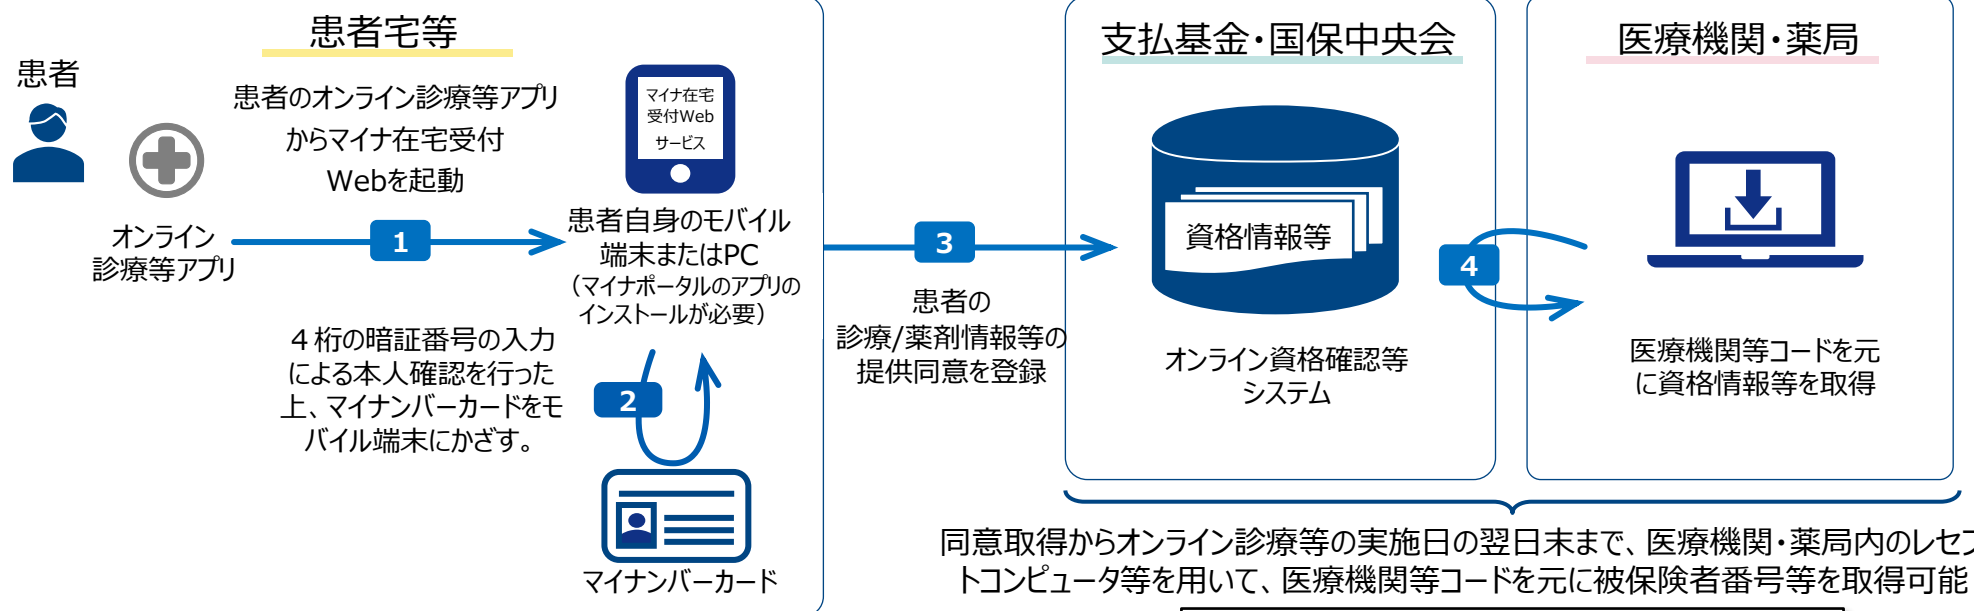 患者宅等
患者
患者のオンライン診療等アプリ
からマイナ在宅受付
Webを起動
マイナ在宅
受付Web
サービス
オンライン
診療等アプリ
1
患者自身のモバイル
端末またはPC
（マイナポータルのアプリの
インストールが必要）
４桁の暗証番号の入力
による本人確認を行った
上、マイナンバーカードをモ
バイル端末にかざす。
2
マイナンバーカード
3
患者の
診療/薬剤情報等の
提供同意を登録
支払基金・国保中央会
資格情報等
オンライン資格確認等
システム
4
医療機関・薬局
医療機関等コードを元
に資格情報等を取得
同意取得からオンライン診療等の実施日の翌日末まで、医療機関・薬局内のレセプ
トコンピュータ等を用いて、医療機関等コードを元に被保険者番号等を取得可能